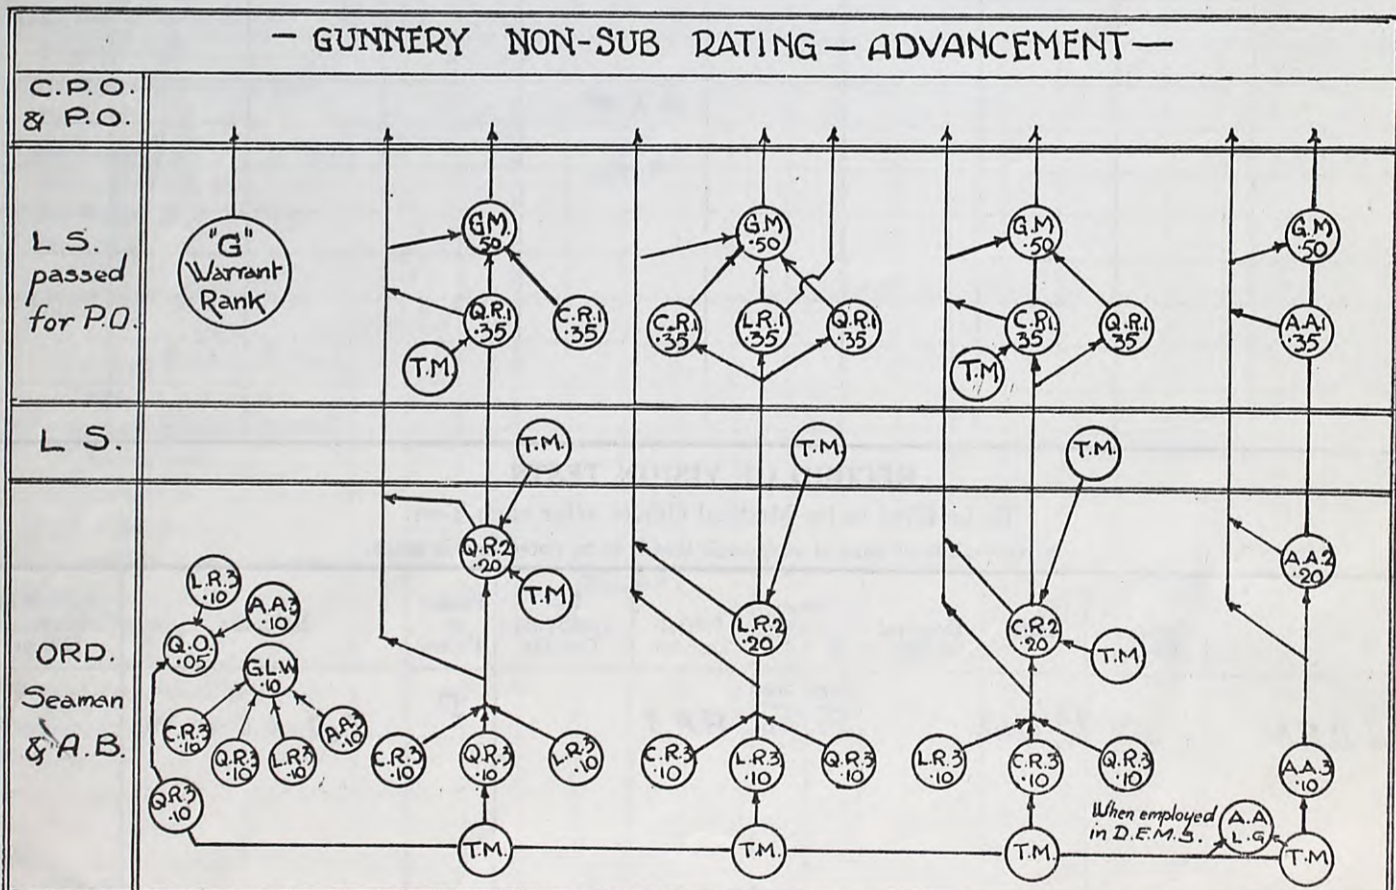 — GUNNERY NON-SUB RATING — ADVANCEMENT —
C.P.O.
& P.O.
L S.
passed
for P.O.
"G"
Warrant
Rank
G.M.
.50
Q.R.1
.35
C.R.1
.35
T.M.
G.M
.50
C.R.1
.35
L.R.1
.35
Q.R.1
.35
G.M
.50
C.R.1
.35
Q.R.1
.35
T.M.
G.M
.50
A.A.1
.35
L S.
T.M.
T.M.
T.M.
ORD.
Seaman
& A.B.
Q.R.2
.20
T.M
L.R.2
.20
C.R.2
.20
T.M
A.A.2
.20
L.R.3
.10
A.A.3
.10
Q.O.
.05
G.L.W
.10
C.R.3
.10
Q.R.3
.10
L.R.3
.10
A.A.3
.10
Q.R.3
.10
C.R.3
.10
Q.R.3
.10
L.R.3
.10
C.R.3
.10
L.R.3
.10
Q.R.3
.10
L.R.3
.10
C.R.3
.10
Q.R.3
.10
A.A.3
.10
T.M.
T.M.
T.M.
When employed
in D.E.M.S.
A.A
L.G
T.M